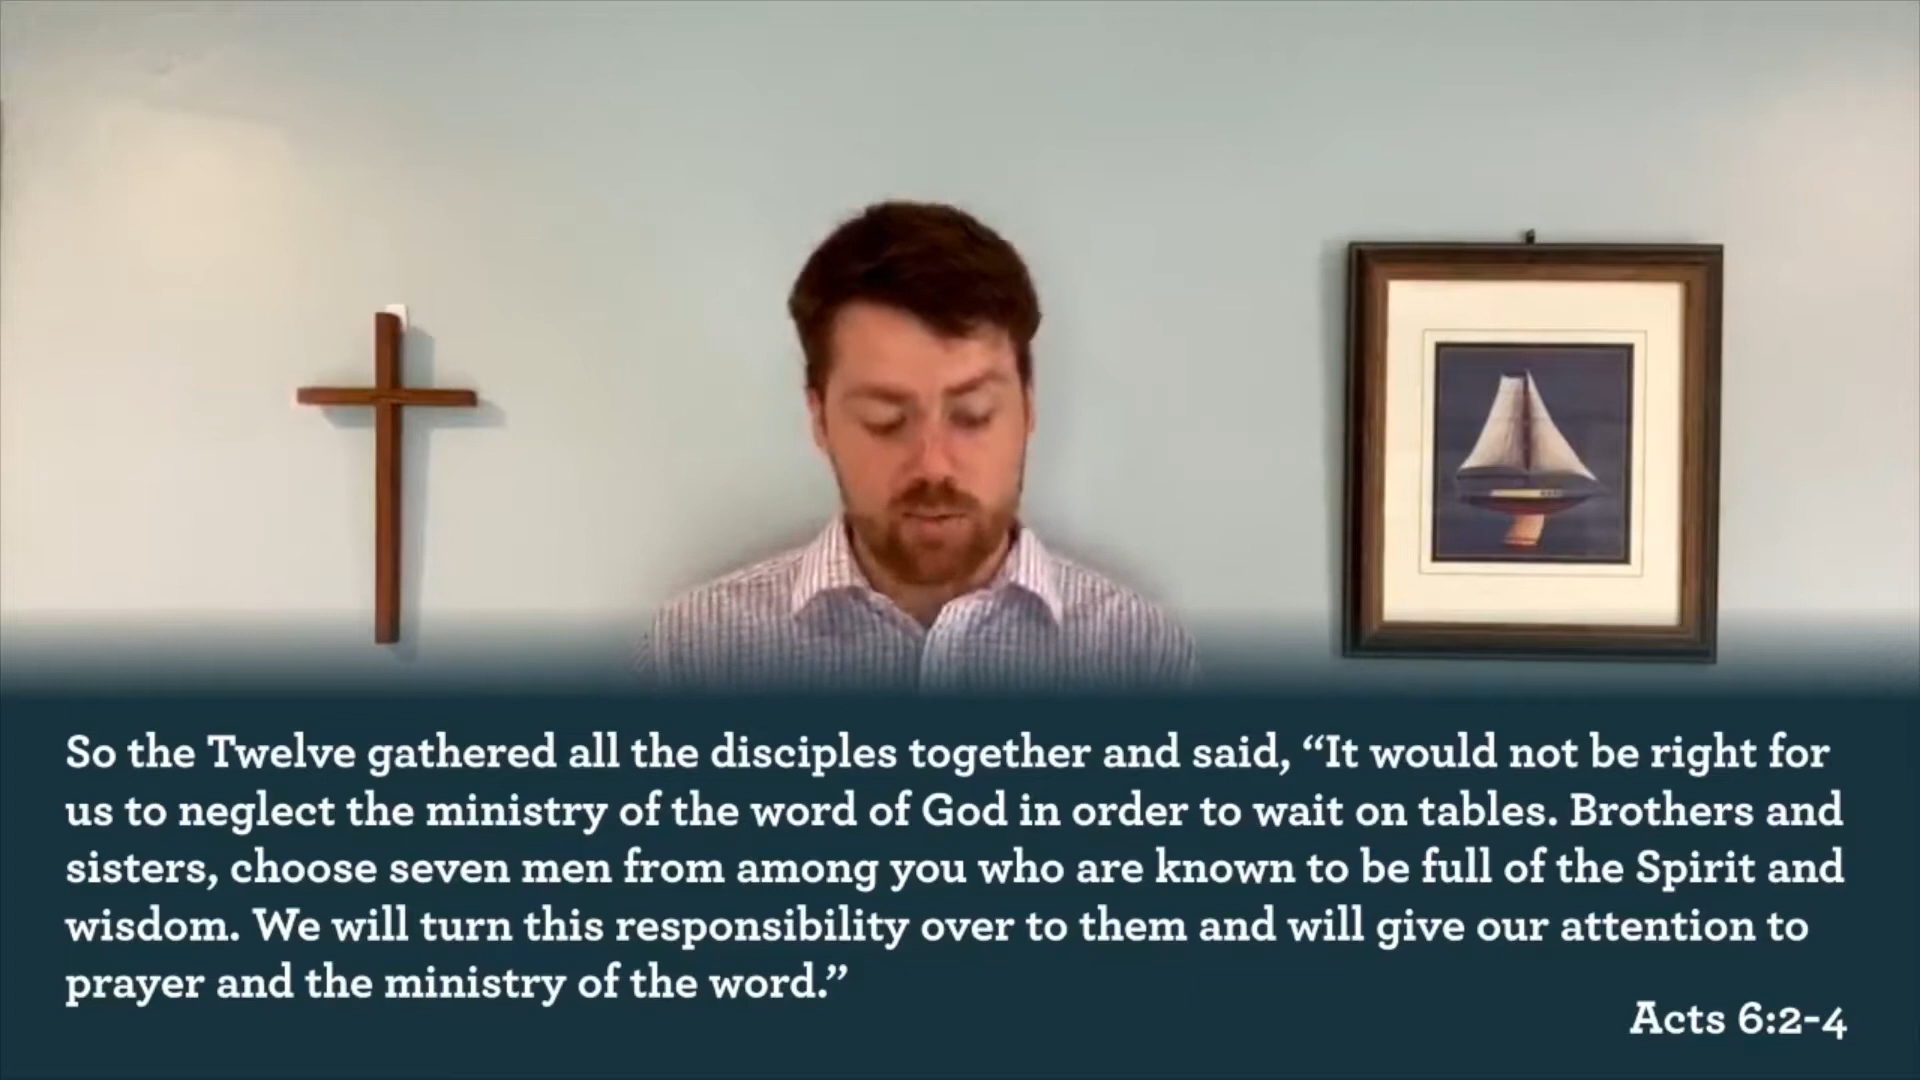 So the Twelve gathered all the disciples together and said, “It would not be right for
us to neglect the ministry of the word of God in order to wait on tables. Brothers and
sisters, choose seven men from among you who are known to be full of the Spirit and
wisdom. We will turn this responsibility over to them and will give our attention to
prayer and the ministry of the word.”
Acts 6:2-4